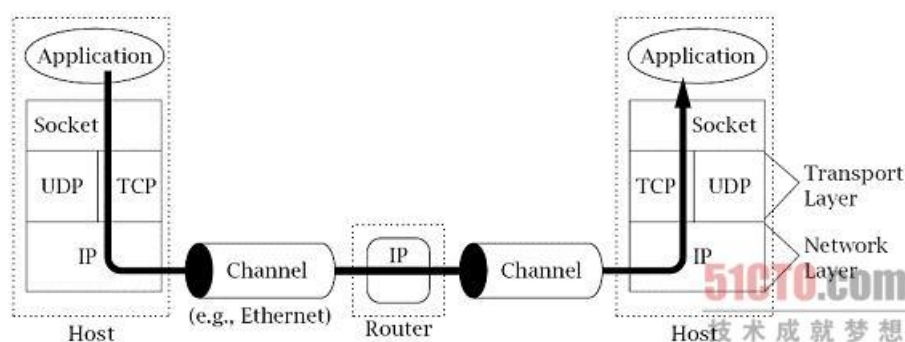 Application
Socket
UDP
TCP
IP
Host
Channel
(e.g., Ethernet)
IP
Router
Channel
Application
Socket
TCP
UDP
IP
Host
Transport
Layer
Network
Layer
51CTO.com
技术成就梦想